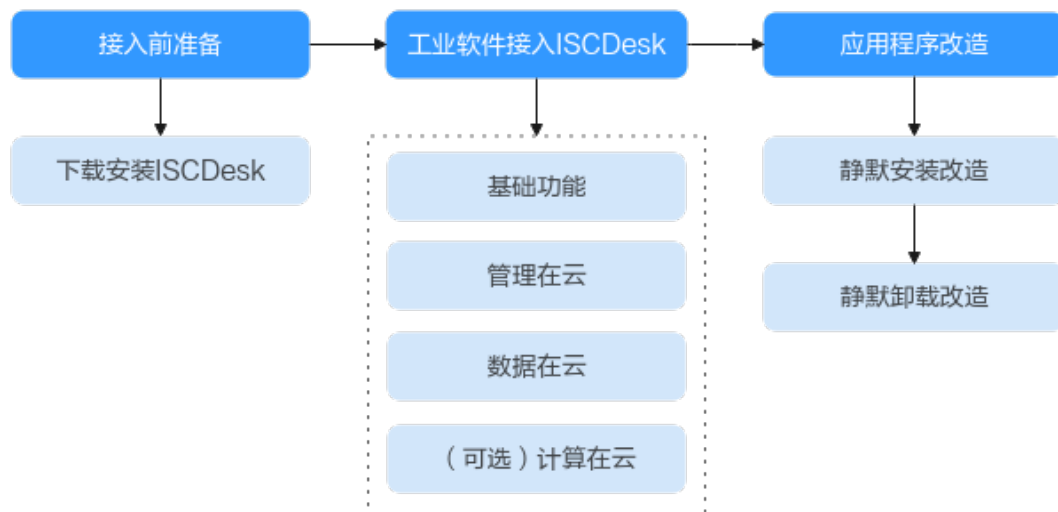 接入前准备
工业软件接入ISCDesk
应用程序改造
下载安装ISCDesk
基础功能
管理在云
数据在云
（可选）计算在云
静默安装改造
静默卸载改造